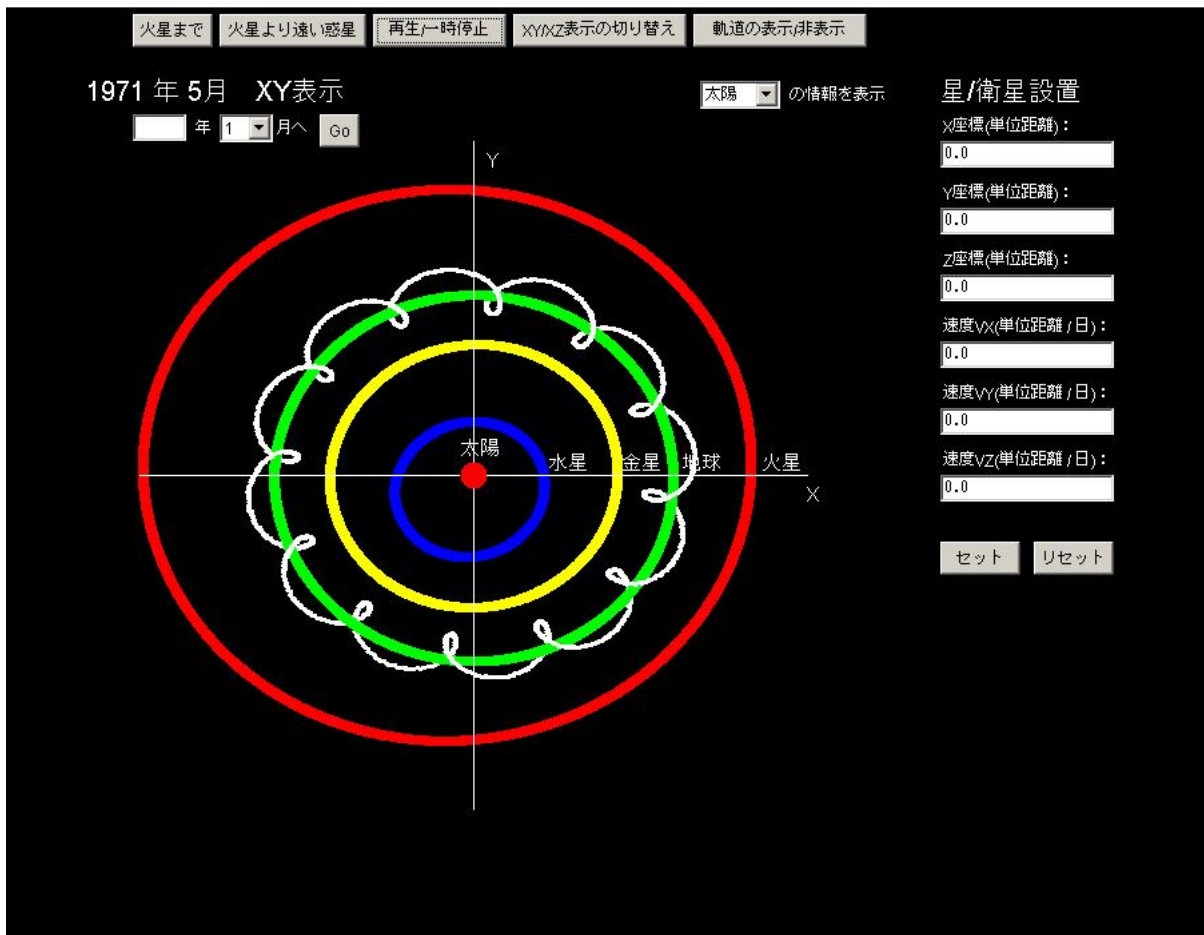 火星まで 火星より遠い惑星 再生/一時停止 XY/XZ表示の切り替え 軌道の表示/非表示
1971 年 5月 XY表示
年 1 月へ Go
太陽 の情報を表示
星/衛星設置
X座標(単位距離):
0.0
Y座標(単位距離):
0.0
Z座標(単位距離):
0.0
速度VX(単位距離/日):
0.0
速度VY(単位距離/日):
0.0
速度VZ(単位距離/日):
0.0
セット リセット
Y
太陽
水星 金星 地球 火星
X